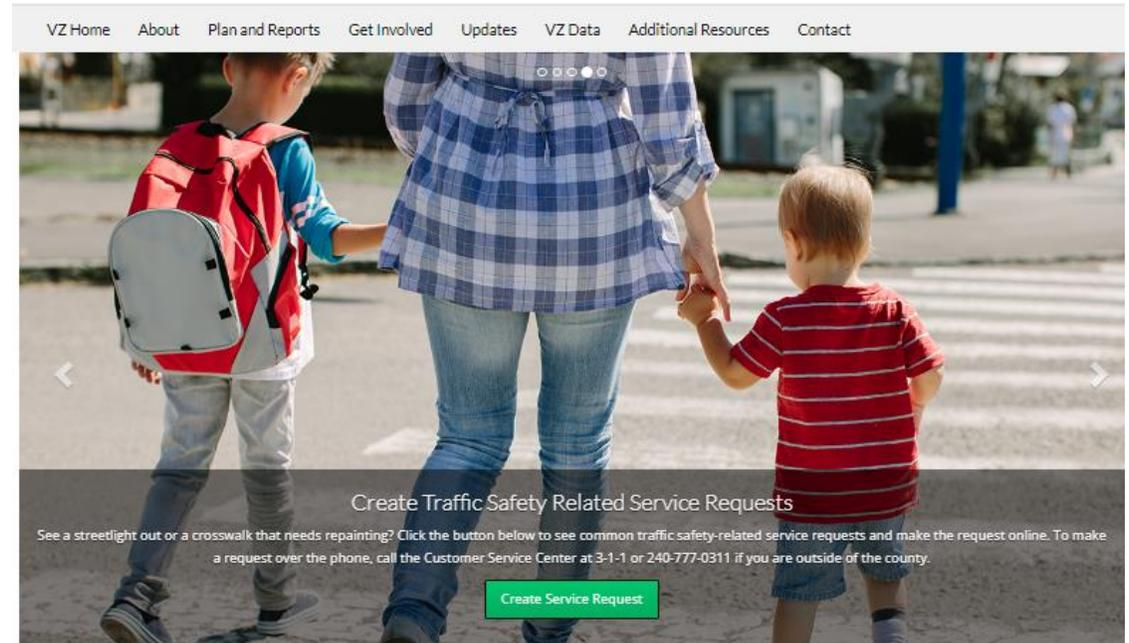 VZ Home About Plan and Reports Get Involved Updates VZ Data Additional Resources Contact
Create Traffic Safety Related Service Requests
See a streetlight out or a crosswalk that needs repainting? Click the button below to see common traffic safety-related service requests and make the request online. To make
a request over the phone, call the Customer Service Center at 3-1-1 or 240-777-0311 if you are outside of the county.
Create Service Request